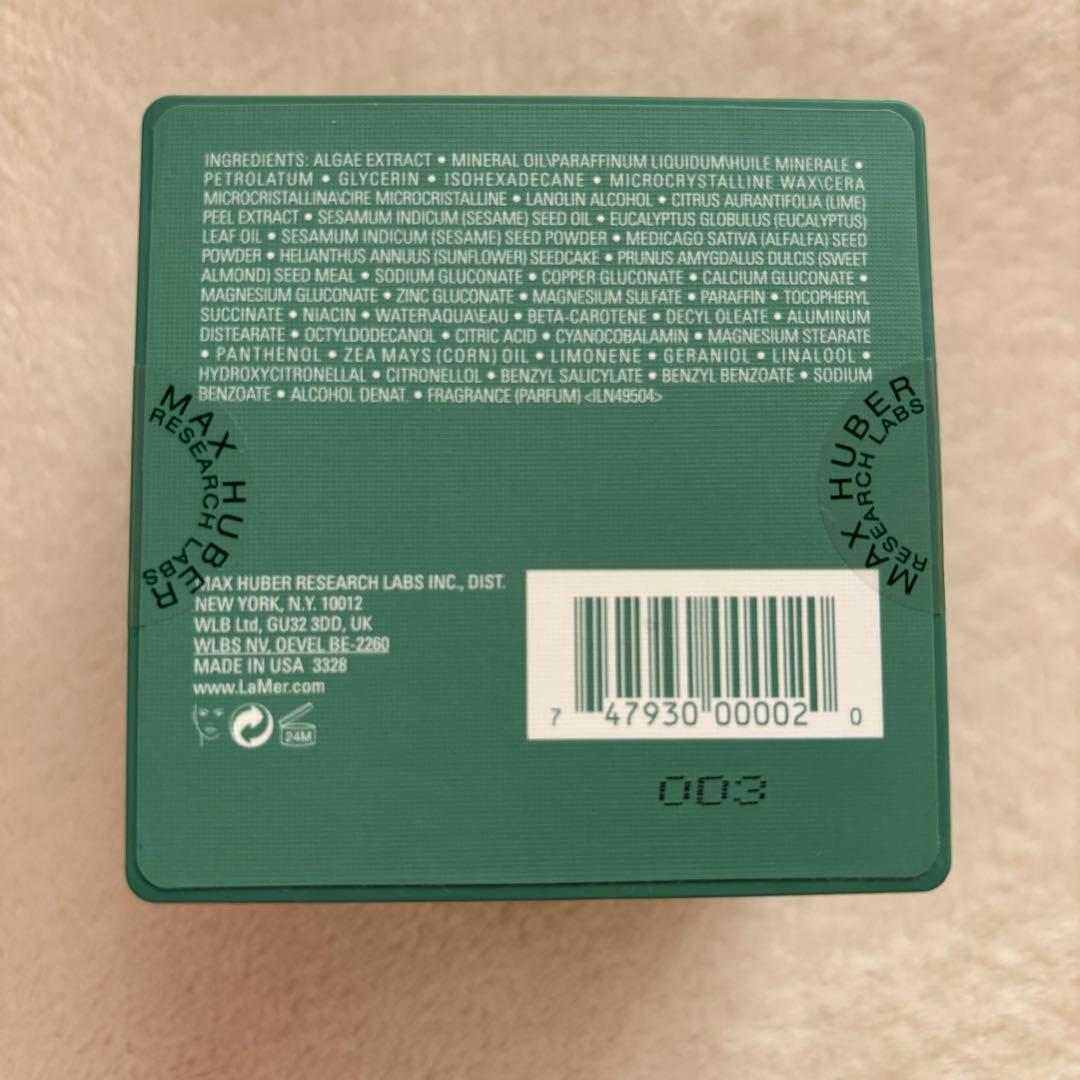 INGREDIENTS: ALGAE EXTRACT • MINERAL OIL\PARAFFINUM LIQUIDUM\HUILE MINERALE •
PETROLATUM • GLYCERIN • ISOHEXADECANE • MICROCRYSTALLINE WAX\CERA
MICROCRISTALLINA\CIRE MICROCRISTALLINE • LANOLIN ALCOHOL • CITRUS AURANTIFOLIA (LIME)
PEEL EXTRACT • SESAMUM INDICUM (SESAME) SEED OIL • EUCALYPTUS GLOBULUS (EUCALYPTUS)
LEAF OIL • SESAMUM INDICUM (SESAME) SEED POWDER • MEDICAGO SATIVA (ALFALFA) SEED
POWDER • HELIANTHUS ANNUUS (SUNFLOWER) SEEDCAKE • PRUNUS AMYGDALUS DULCIS (SWEET
ALMOND) SEED MEAL • SODIUM GLUCONATE • COPPER GLUCONATE • CALCIUM GLUCONATE •
MAGNESIUM GLUCONATE • ZINC GLUCONATE • MAGNESIUM SULFATE • PARAFFIN • TOCOPHERYL
SUCCINATE • NIACIN • WATER\AQUA\EAU • BETA-CAROTENE • DECYL OLEATE • ALUMINUM
DISTEARATE • OCTYLDODECANOL • CITRIC ACID • CYANOCOBALAMIN • MAGNESIUM STEARATE
• PANTHENOL • ZEA MAYS (CORN) OIL • LIMONENE • GERANIOL • LINALOOL •
HYDROXYCITRONELLAL • CITRONELLOL • BENZYL SALICYLATE • BENZYL BENZOATE • SODIUM
BENZOATE • ALCOHOL DENAT. • FRAGRANCE (PARFUM) <ILN49504>
MAX HUBER
RESEARCH LABS
MAX HUBER
RESEARCH LABS
MAX HUBER RESEARCH LABS INC., DIST.
NEW YORK, N.Y. 10012
WLB Ltd, GU32 3DD, UK
WLBS NV, OEVEL BE-2260
MADE IN USA 3328
www.LaMer.com
24M
7 47930 00002 0
003